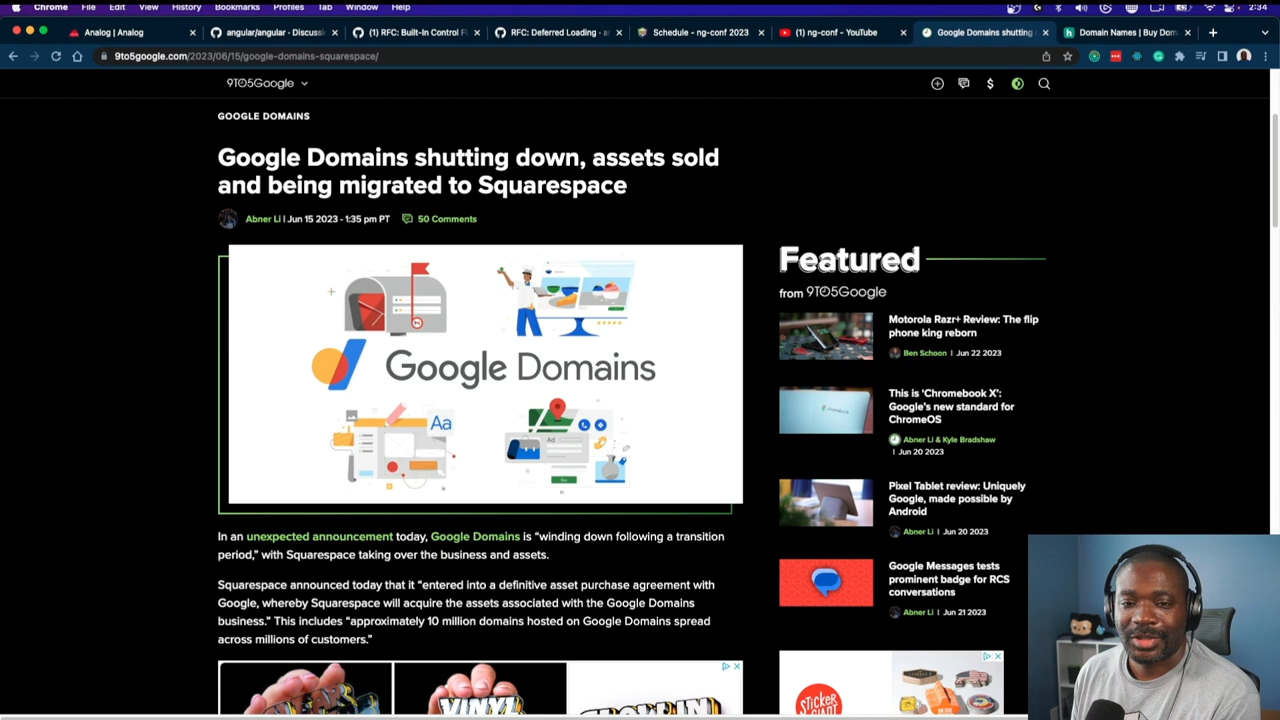 Chrome File Edit View History Bookmarks Profiles Tab Window Help 2:34
Analog | Analog
angular/angular · Discussi
(1) RFC: Built-In Control F
RFC: Deferred Loading · a
Schedule - ng-conf 2023
(1) ng-conf - YouTube
Google Domains shutting
Domain Names | Buy Dom
9to5google.com/2023/06/15/google-domains-squarespace/
9TO5Google
GOOGLE DOMAINS
Google Domains shutting down, assets sold
and being migrated to Squarespace
Abner Li | Jun 15 2023 - 1:35 pm PT 50 Comments
Google Domains
Aa
Ad
Featured
from 9TO5Google
Motorola Razr+ Review: The flip
phone king reborn
Ben Schoon | Jun 22 2023
This is ‘Chromebook X’:
Google’s new standard for
ChromeOS
Abner Li & Kyle Bradshaw
| Jun 20 2023
Pixel Tablet review: Uniquely
Google, made possible by
Android
Abner Li | Jun 20 2023
Google Messages tests
prominent badge for RCS
conversations
Abner Li | Jun 21 2023
In an unexpected announcement today, Google Domains is “winding down following a transition
period,” with Squarespace taking over the business and assets.
Squarespace announced today that it “entered into a definitive asset purchase agreement with
Google, whereby Squarespace will acquire the assets associated with the Google Domains
business.” This includes “approximately 10 million domains hosted on Google Domains spread
across millions of customers.”
VINYL
STICKER